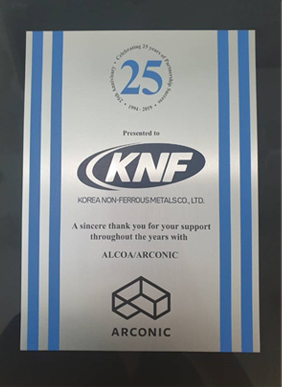 Celebrating 25 years of Partnership Success
25
25th Anniversary • 1994 - 2019
Presented to
KNF
KOREA NON-FERROUS METALS CO., LTD.
A sincere thank you for your support
throughout the years with
ALCOA/ARCONIC
ARCONIC